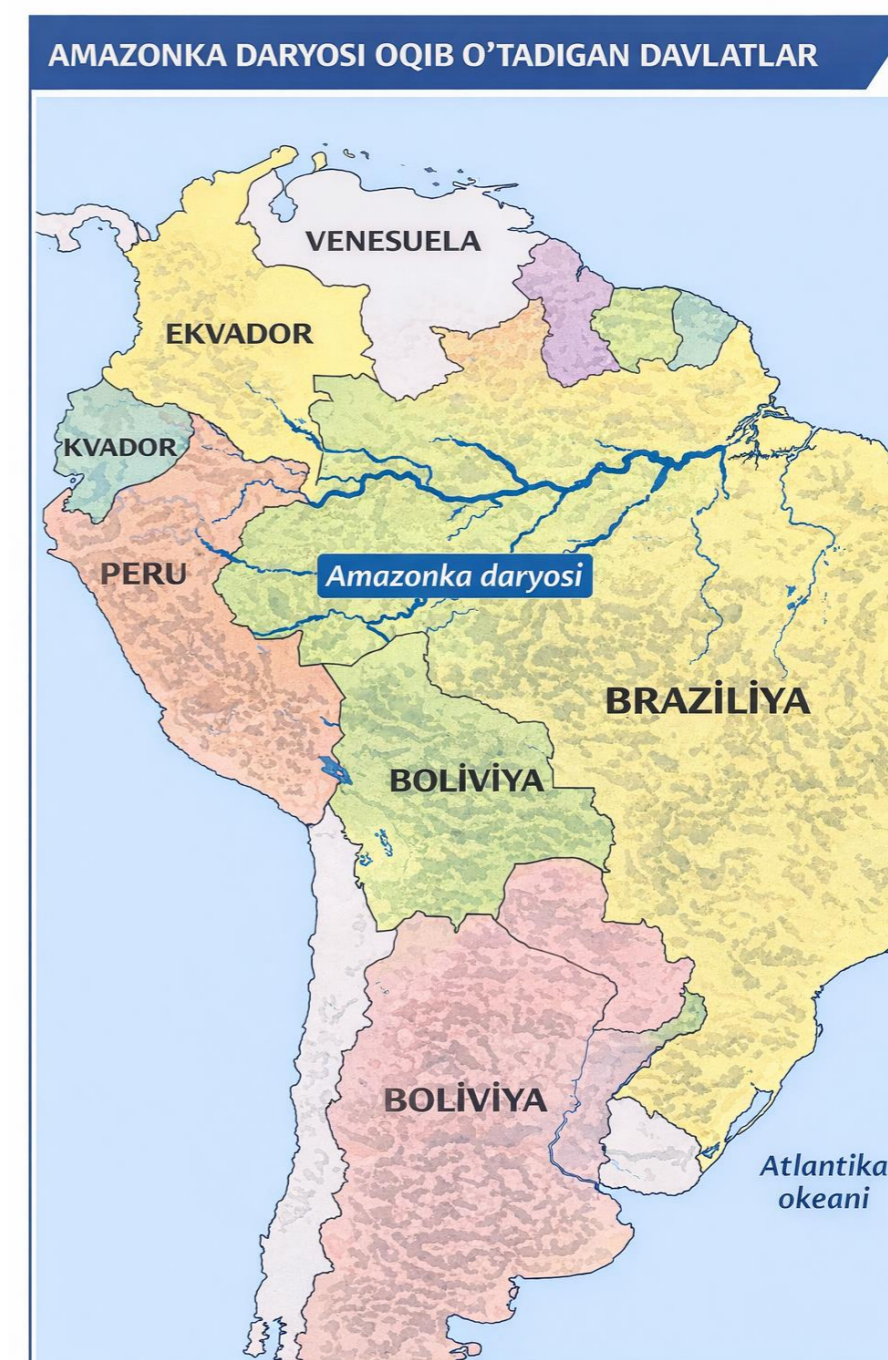 AMAZONKA DARYOSI OQIB O'TADIGAN DAVLATLAR
VENESUELA
EKVADOR
KVADOR
PERU
Amazonka daryosi
BRAZİLİYA
BOLİVİYA
BOLİVİYA
Atlantika
okeani